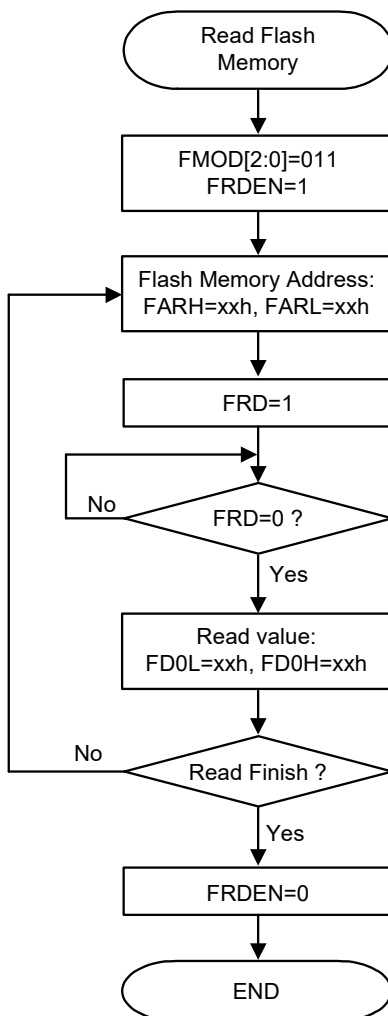 Read Flash
Memory
FMOD[2:0]=011
FRDEN=1
Flash Memory Address:
FARH=xxh, FARL=xxh
FRD=1
No
FRD=0 ?
Yes
Read value:
FD0L=xxh, FD0H=xxh
No
Read Finish ?
Yes
FRDEN=0
END